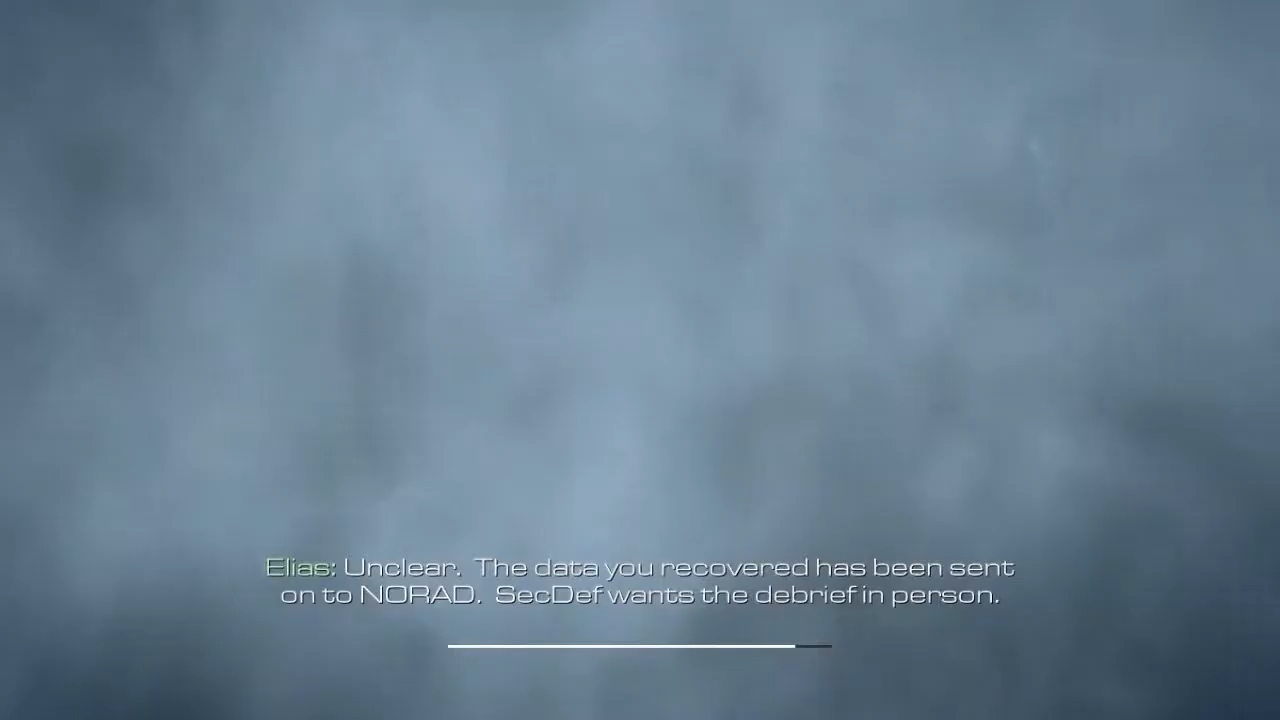 Elias: Unclear.  The data you recovered has been sent
on to NORAD.  SecDef wants the debrief in person.